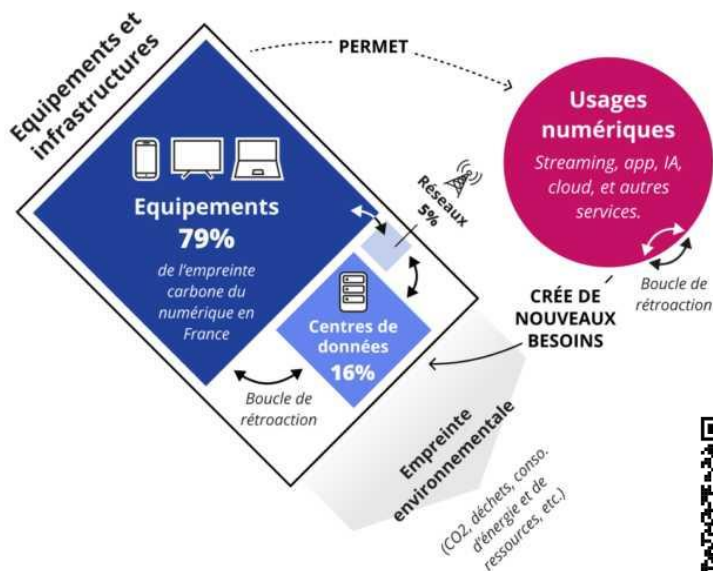 Equipements et
infrastructures
PERMET
Usages
numériques
Streaming, app, IA,
cloud, et autres
services.
Boucle de
rétroaction
Réseaux
5%
Equipements
79%
de l'empreinte
carbone du
numérique en
France
Centres de
données
16%
CRÉE DE
NOUVEAUX
BESOINS
Boucle de
rétroaction
Empreinte
environnementale
(CO2, déchets, conso.
d'énergie et de
ressources, etc.)